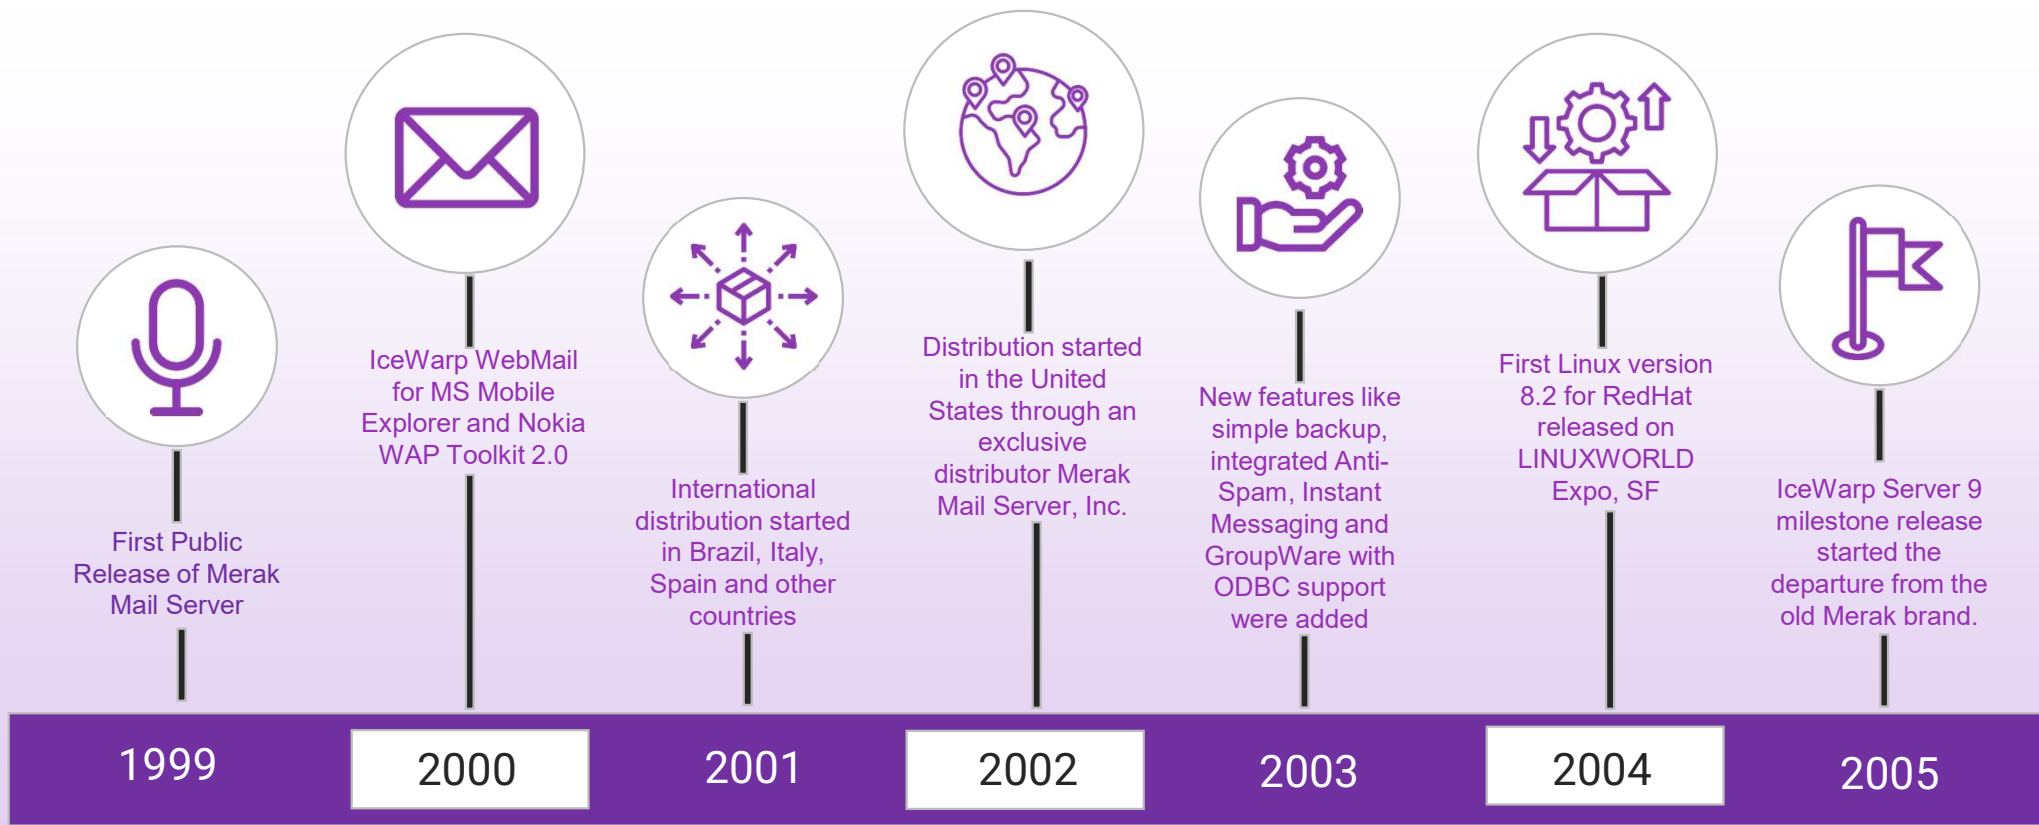 First Public
Release of Merak
Mail Server
IceWarp WebMail
for MS Mobile
Explorer and Nokia
WAP Toolkit 2.0
International
distribution started
in Brazil, Italy,
Spain and other
countries
Distribution started
in the United
States through an
exclusive
distributor Merak
Mail Server, Inc.
New features like
simple backup,
integrated Anti-
Spam, Instant
Messaging and
GroupWare with
ODBC support
were added
First Linux version
8.2 for RedHat
released on
LINUXWORLD
Expo, SF
IceWarp Server 9
milestone release
started the
departure from the
old Merak brand.
1999
2000
2001
2002
2003
2004
2005